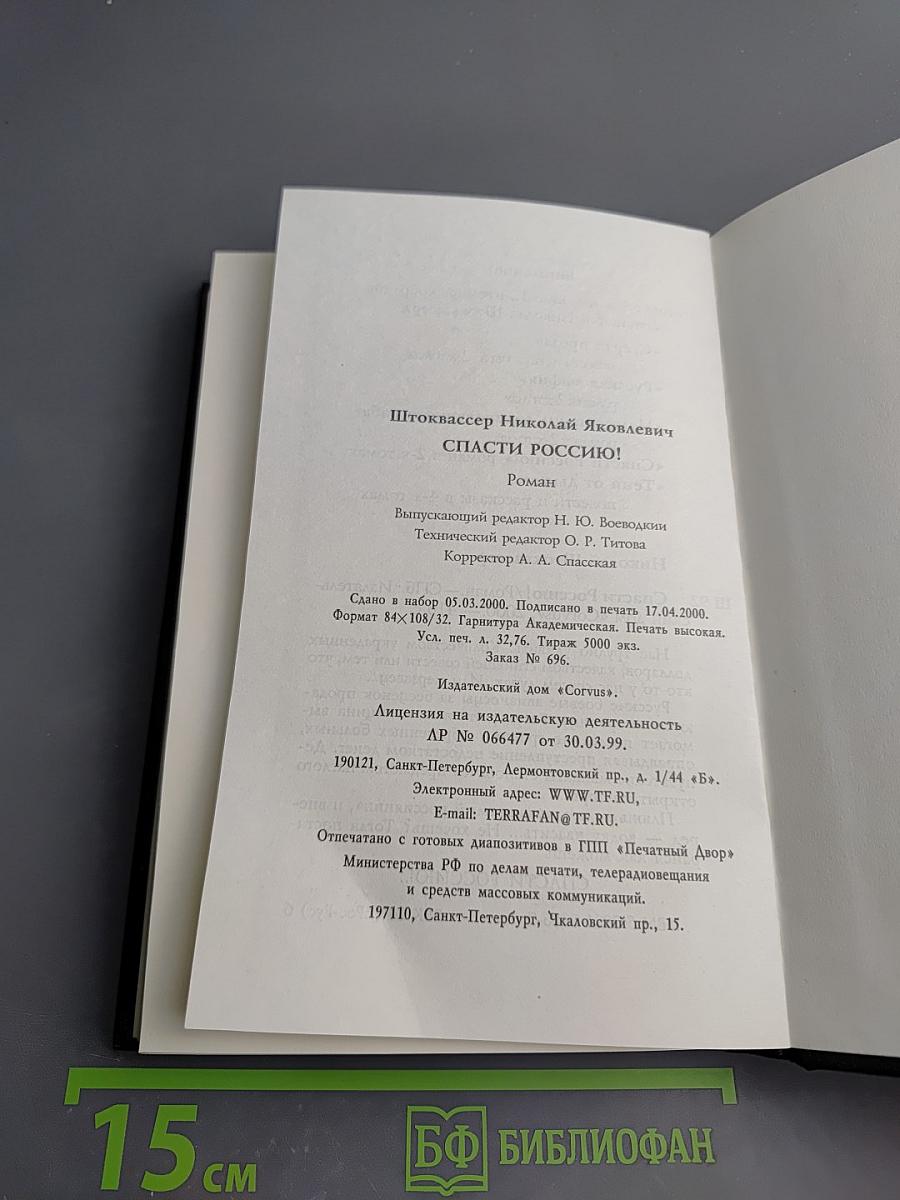 Штоквассер Николай Яковлевич
СПАСТИ РОССИЮ!
Роман
Выпускающий редактор Н. Ю. Воеводкин
Технический редактор О. Р. Титова
Корректор А. А. Спасская
Сдано в набор 05.03.2000. Подписано в печать 17.04.2000.
Формат 84×108/32. Гарнитура Академическая. Печать высокая.
Усл. печ. л. 32,76. Тираж 5000 экз.
Заказ № 696.
Издательский дом «Corvus».
Лицензия на издательскую деятельность
ЛР № 066477 от 30.03.99.
190121, Санкт-Петербург, Лермонтовский пр., д. 1/44 «Б».
Электронный адрес: WWW.TF.RU,
E-mail: TERRAFAN@TF.RU.
Отпечатано с готовых диапозитивов в ГПП «Печатный Двор»
Министерства РФ по делам печати, телерадиовещания
и средств массовых коммуникаций.
197110, Санкт-Петербург, Чкаловский пр., 15.
15 см
БФ БИБЛИОФАН